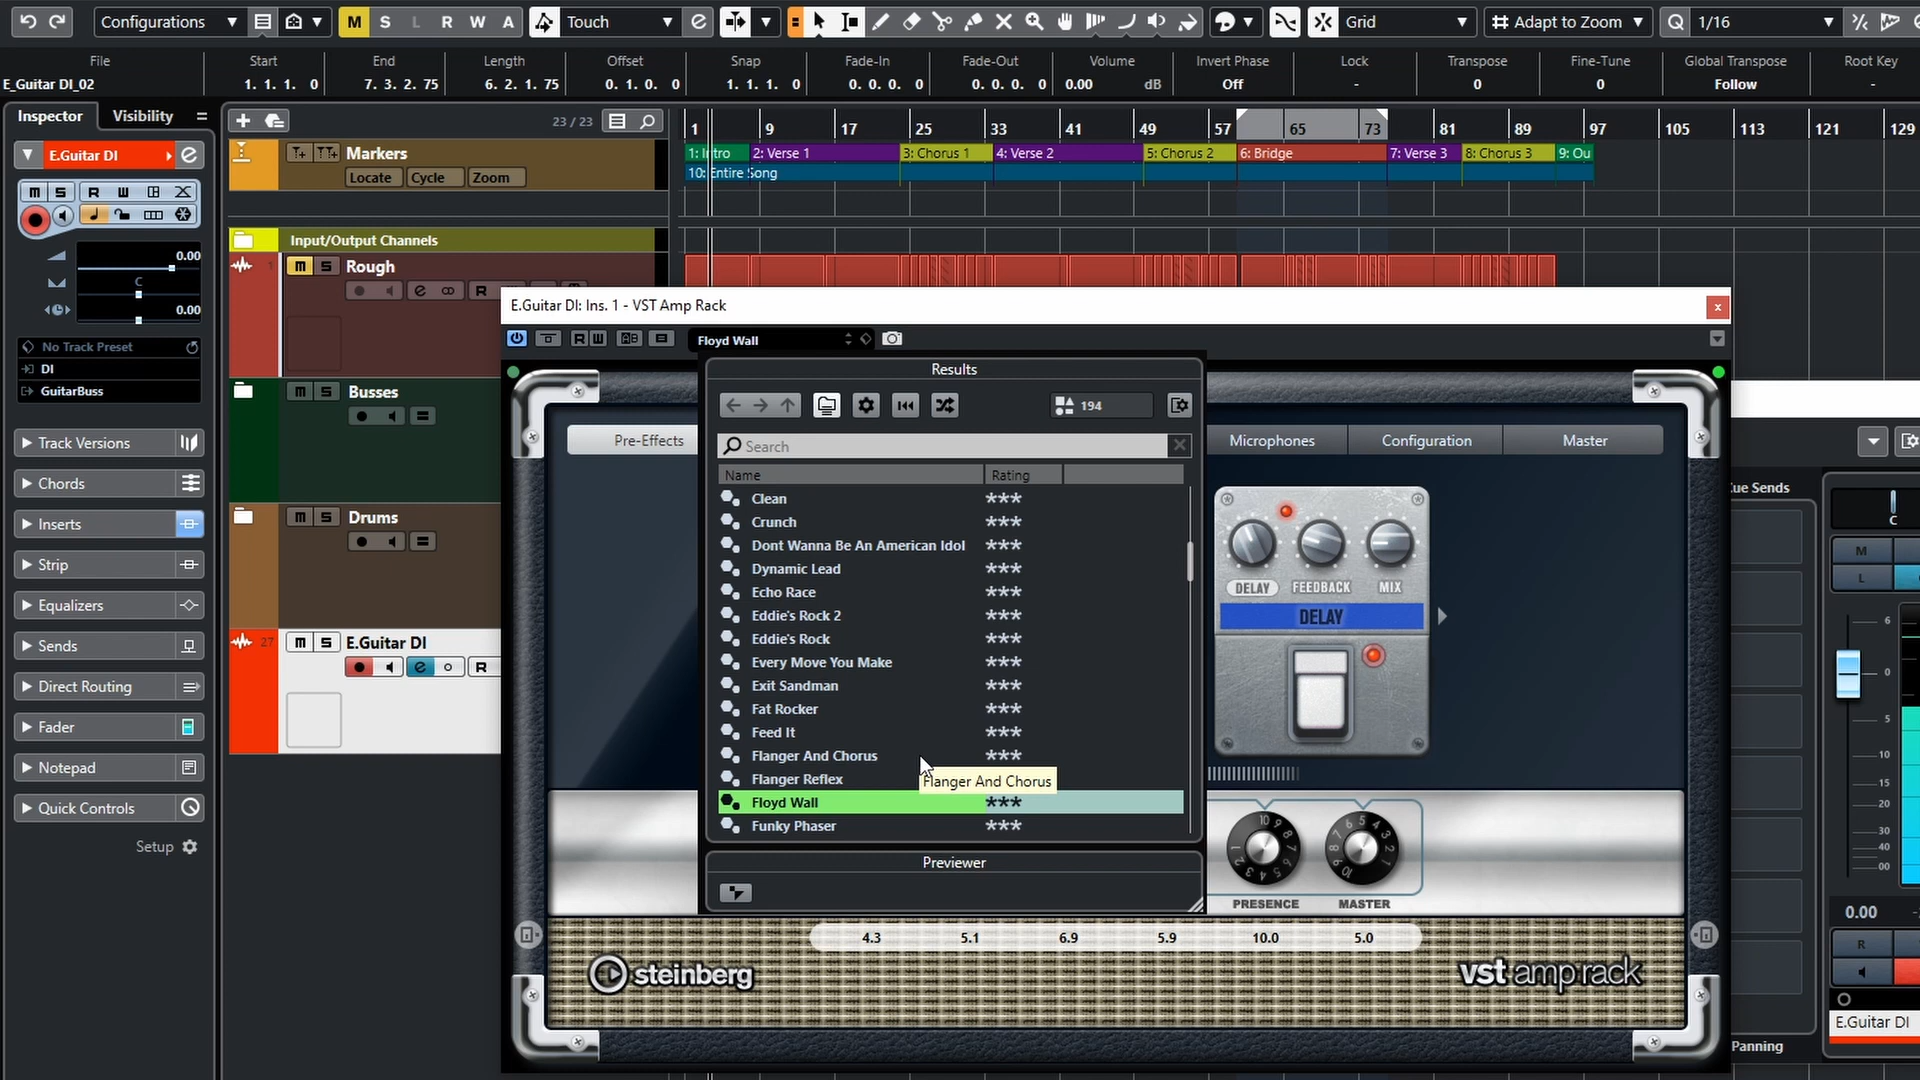 Configurations M S L R W A Touch Grid Adapt to Zoom 1/16
File Start End Length Offset Snap Fade-In Fade-Out Volume Invert Phase Lock Transpose Fine-Tune Global Transpose Root Key
E_Guitar DI_02 1. 1. 1. 0 7. 3. 2. 75 6. 2. 1. 75 0. 1. 0. 0 1. 1. 1. 0 0. 0. 0. 0 0. 0. 0. 0 0.00 dB Off - 0 0 Follow -
Inspector Visibility
23 / 23
1 9 17 25 33 41 49 57 65 73 81 89 97 105 113 121 129
E.Guitar DI
Markers
Locate Cycle Zoom
1: Intro 2: Verse 1 3: Chorus 1 4: Verse 2 5: Chorus 2 6: Bridge 7: Verse 3 8: Chorus 3 9: Ou
10: Entire Song
M S R W
0.00
C
0.00
Input/Output Channels
1 M S Rough
R
No Track Preset
DI
GuitarBuss
M S Busses
M S Drums
27 M S E.Guitar DI
R
Track Versions
Chords
Inserts
Strip
Equalizers
Sends
Direct Routing
Fader
Notepad
Quick Controls
Setup
E.Guitar DI: Ins. 1 - VST Amp Rack
x
R W AB Floyd Wall
Results
194
Search
Name Rating
Clean ***
Crunch ***
Dont Wanna Be An American Idol ***
Dynamic Lead ***
Echo Race ***
Eddie's Rock 2 ***
Eddie's Rock ***
Every Move You Make ***
Exit Sandman ***
Fat Rocker ***
Feed It ***
Flanger And Chorus ***
Flanger Reflex
Flanger And Chorus
Floyd Wall ***
Funky Phaser ***
Previewer
Pre-Effects Microphones Configuration Master
DELAY FEEDBACK MIX
DELAY
PRESENCE MASTER
4.3 5.1 6.9 5.9 10.0 5.0
steinberg
vst amp rack
ue Sends
C
M
L
6
0
5
10
15
20
30
40
00
0.00
R
E.Guitar DI
Panning